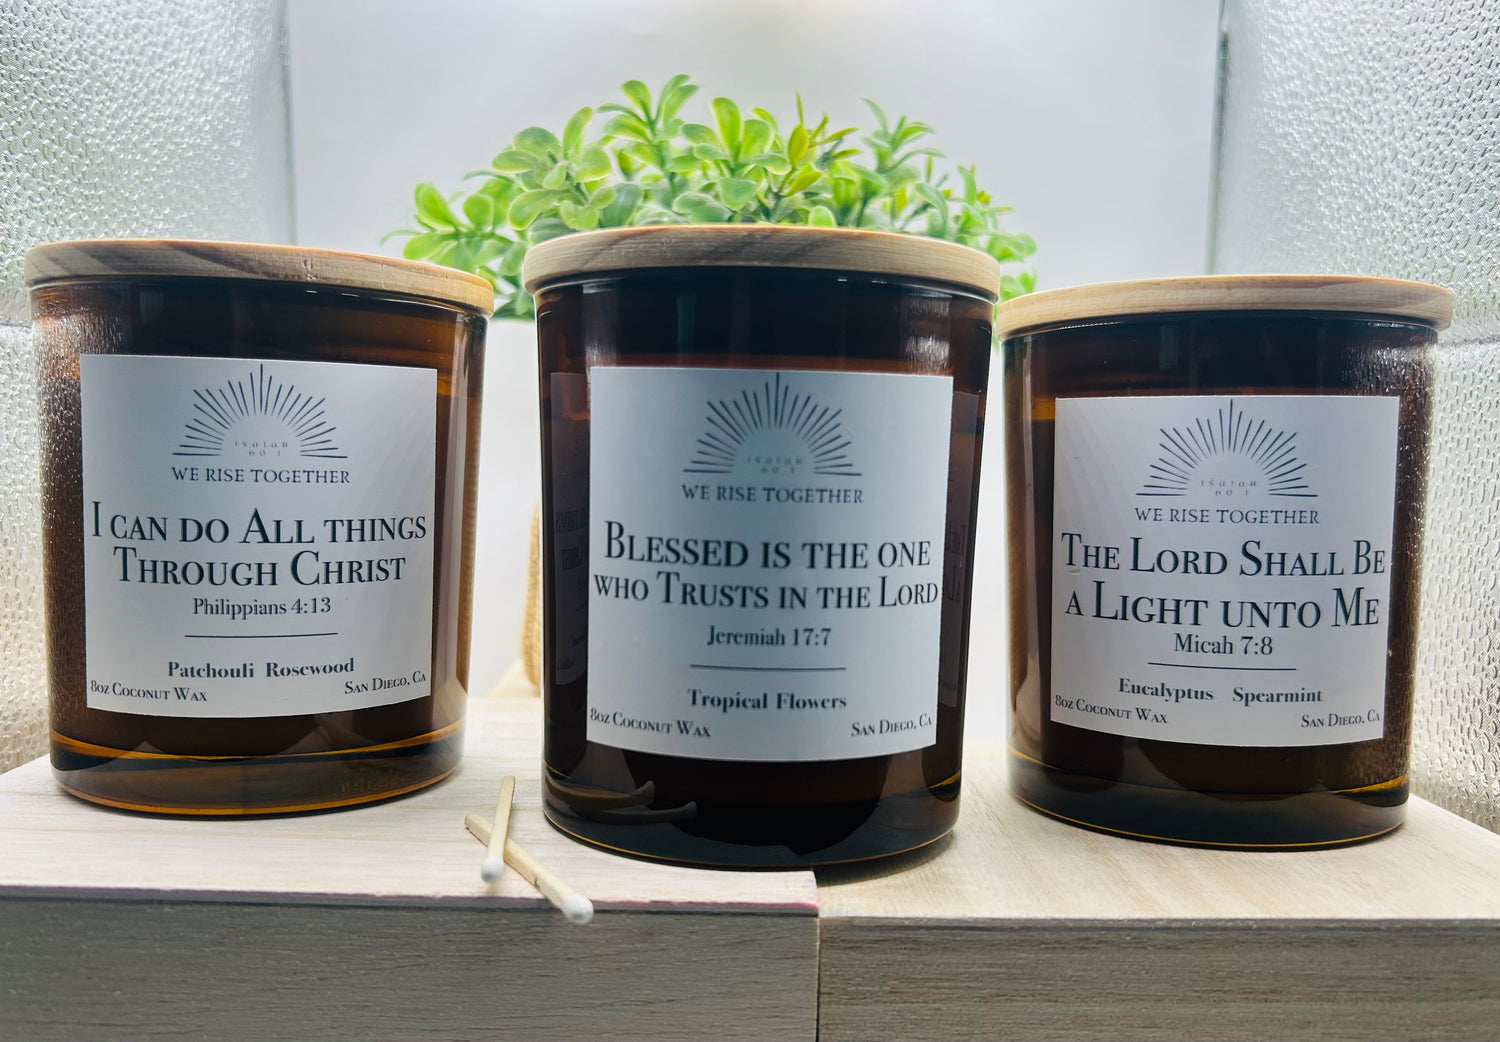 Isaiah
60:1
WE RISE TOGETHER
I CAN DO ALL THINGS
THROUGH CHRIST
Philippians 4:13
Patchouli Rosewood
8OZ COCONUT WAX
SAN DIEGO, CA
Isaiah
60:1
WE RISE TOGETHER
BLESSED IS THE ONE
WHO TRUSTS IN THE LORD
Jeremiah 17:7
Tropical Flowers
8OZ COCONUT WAX
SAN DIEGO, CA
Isaiah
60:1
WE RISE TOGETHER
THE LORD SHALL BE
A LIGHT UNTO ME
Micah 7:8
Eucalyptus Spearmint
8OZ COCONUT WAX
SAN DIEGO, CA